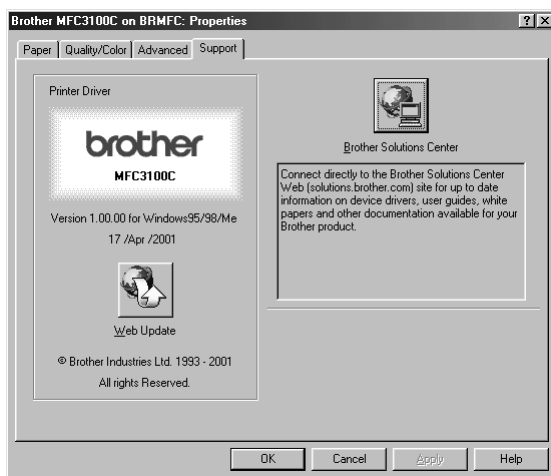 Brother MFC3100C on BRMFC: Properties
Paper
Quality/Color
Advanced
Support
Printer Driver
brother
MFC3100C
Version 1.00.00 for Windows95/98/Me
17 /Apr /2001
Web Update
© Brother Industries Ltd. 1993 - 2001
All rights Reserved.
Brother Solutions Center
Connect directly to the Brother Solutions Center
Web (solutions.brother.com) site for up to date
information on device drivers, user guides, white
papers and other documentation available for your
Brother product.
OK
Cancel
Apply
Help